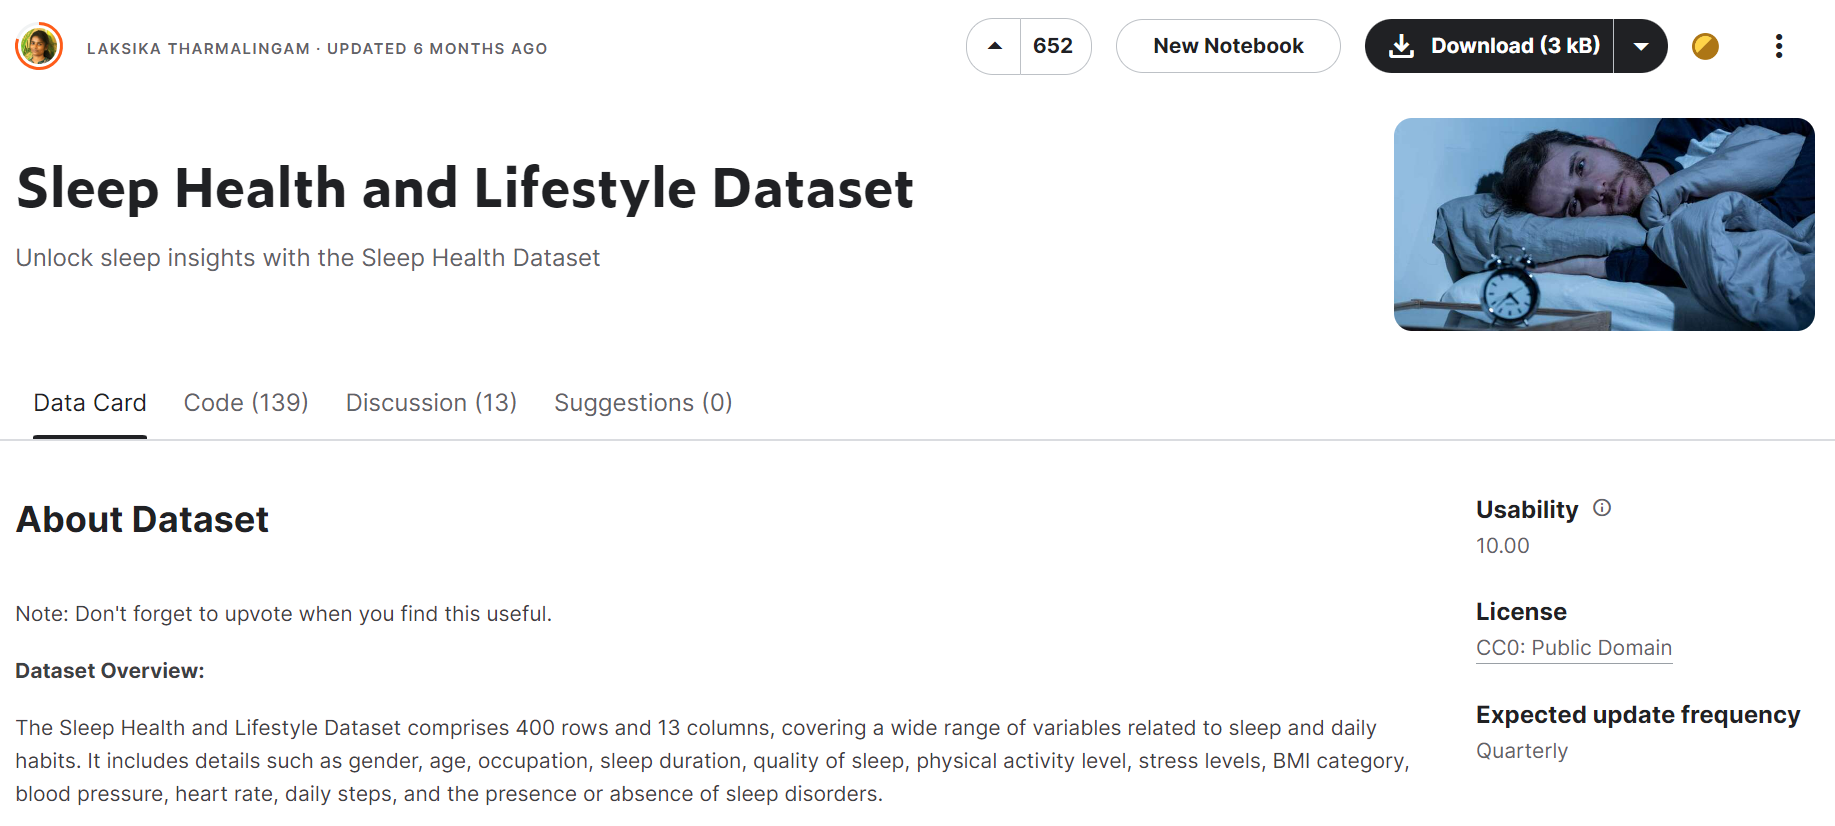 LAKSIKA THARMALINGAM · UPDATED 6 MONTHS AGO
652
New Notebook
Download (3 kB)
Sleep Health and Lifestyle Dataset
Unlock sleep insights with the Sleep Health Dataset
Data Card
Code (139)
Discussion (13)
Suggestions (0)
About Dataset
Note: Don't forget to upvote when you find this useful.
Dataset Overview:
The Sleep Health and Lifestyle Dataset comprises 400 rows and 13 columns, covering a wide range of variables related to sleep and daily
habits. It includes details such as gender, age, occupation, sleep duration, quality of sleep, physical activity level, stress levels, BMI category,
blood pressure, heart rate, daily steps, and the presence or absence of sleep disorders.
Usability
10.00
License
CC0: Public Domain
Expected update frequency
Quarterly